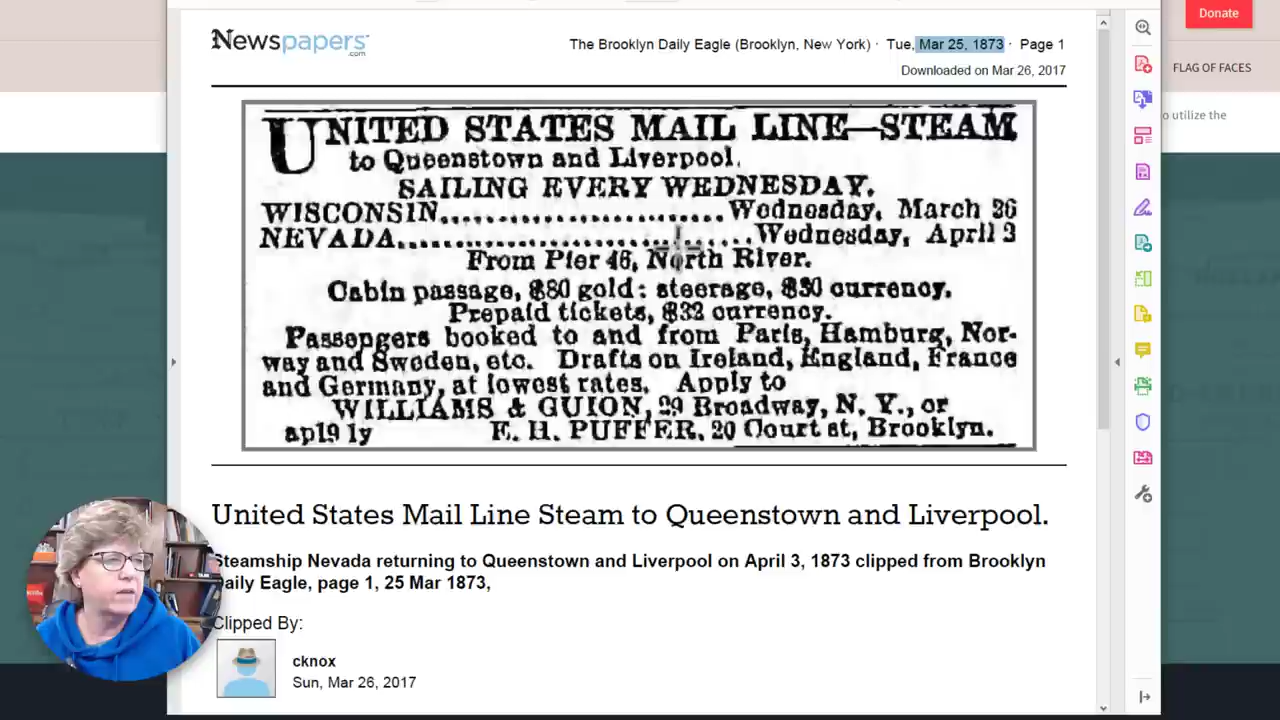 Donate
FLAG OF FACES
o utilize the
Newspapers
.com
The Brooklyn Daily Eagle (Brooklyn, New York) · Tue, Mar 25, 1873 · Page 1
Downloaded on Mar 26, 2017
UNITED STATES MAIL LINE—STEAM
to Queenstown and Liverpool.
SAILING EVERY WEDNESDAY.
WISCONSIN..........................Wednesday, March 26
NEVADA................................Wednesday, April 3
From Pier 46, North River.
Cabin passage, $80 gold; steerage, $30 currency.
Prepaid tickets, $32 currency.
Passengers booked to and from Paris, Hamburg, Nor-
way and Sweden, etc. Drafts on Ireland, England, France
and Germany, at lowest rates. Apply to
WILLIAMS & GUION, 29 Broadway, N. Y., or
ap19 1y E. H. PUFFER, 20 Court st, Brooklyn.
United States Mail Line Steam to Queenstown and Liverpool.
Steamship Nevada returning to Queenstown and Liverpool on April 3, 1873 clipped from Brooklyn
Daily Eagle, page 1, 25 Mar 1873,
Clipped By:
cknox
Sun, Mar 26, 2017